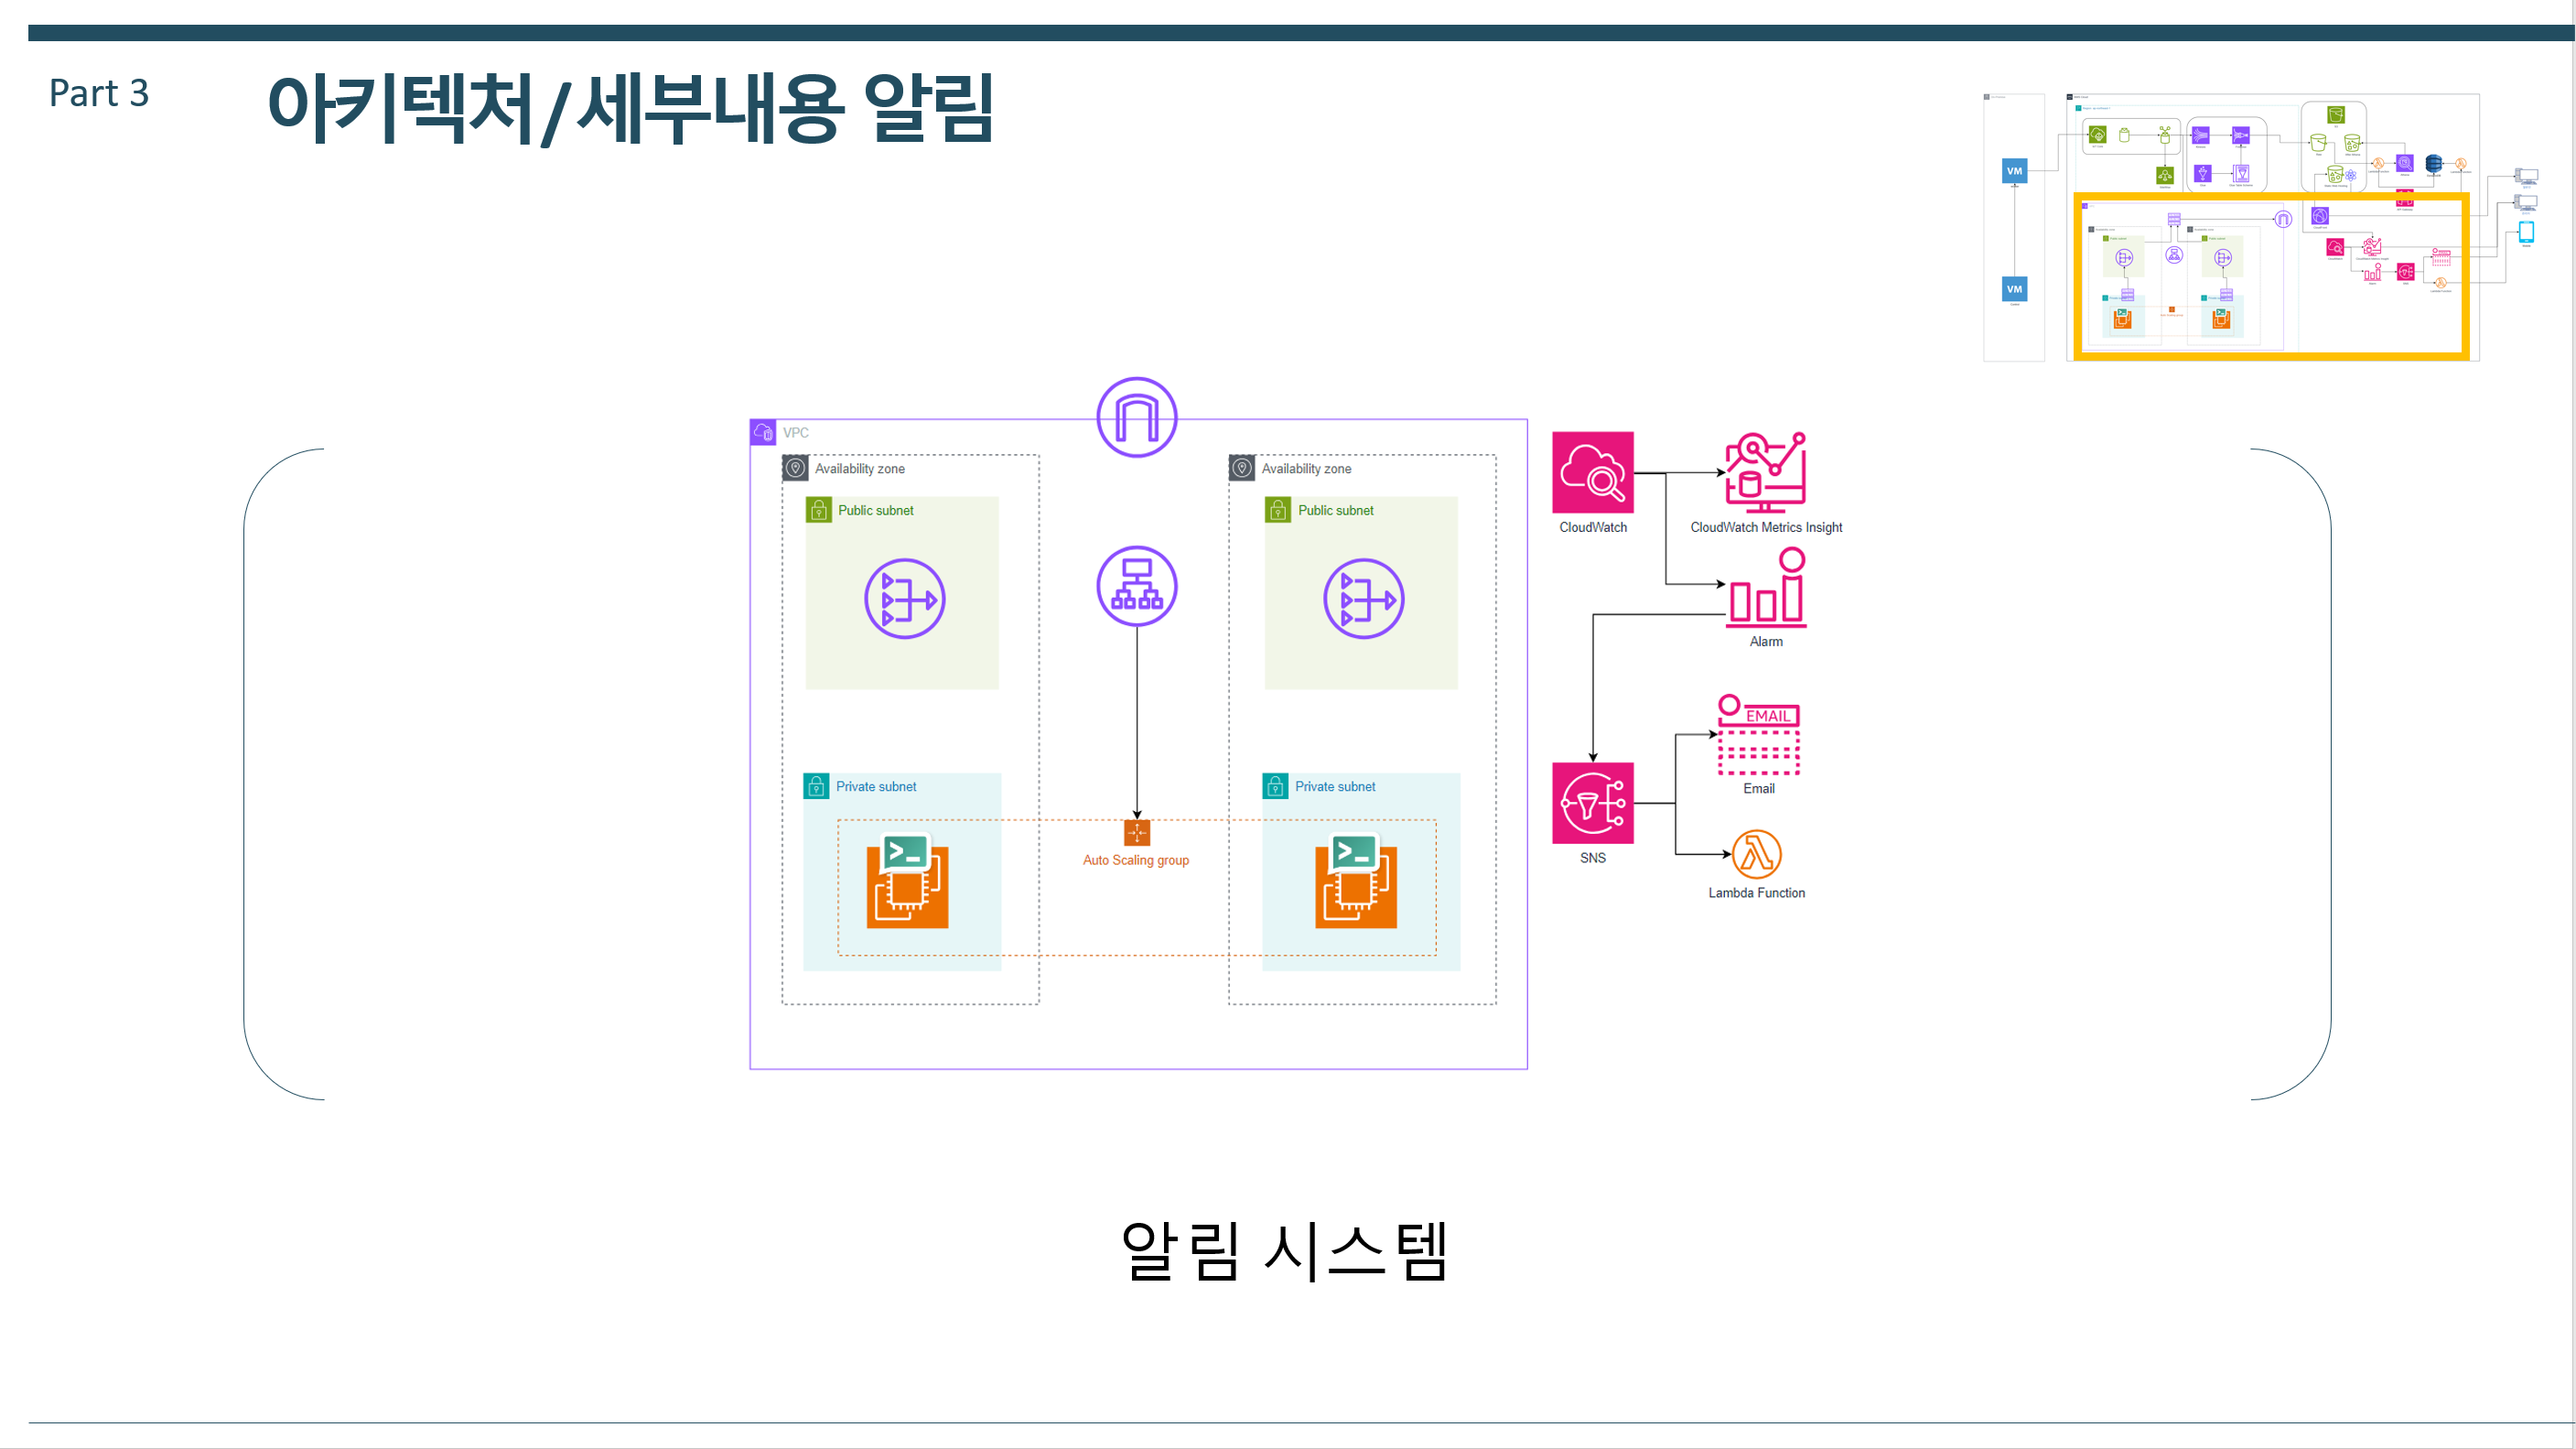 Part 3
아키텍처/세부내용 알림
VM
VM
VPC
Availability zone
Availability zone
Public subnet
Public subnet
Private subnet
Private subnet
Auto Scaling group
CloudWatch
CloudWatch Metrics Insight
Alarm
EMAIL
Email
SNS
Lambda Function
알림 시스템